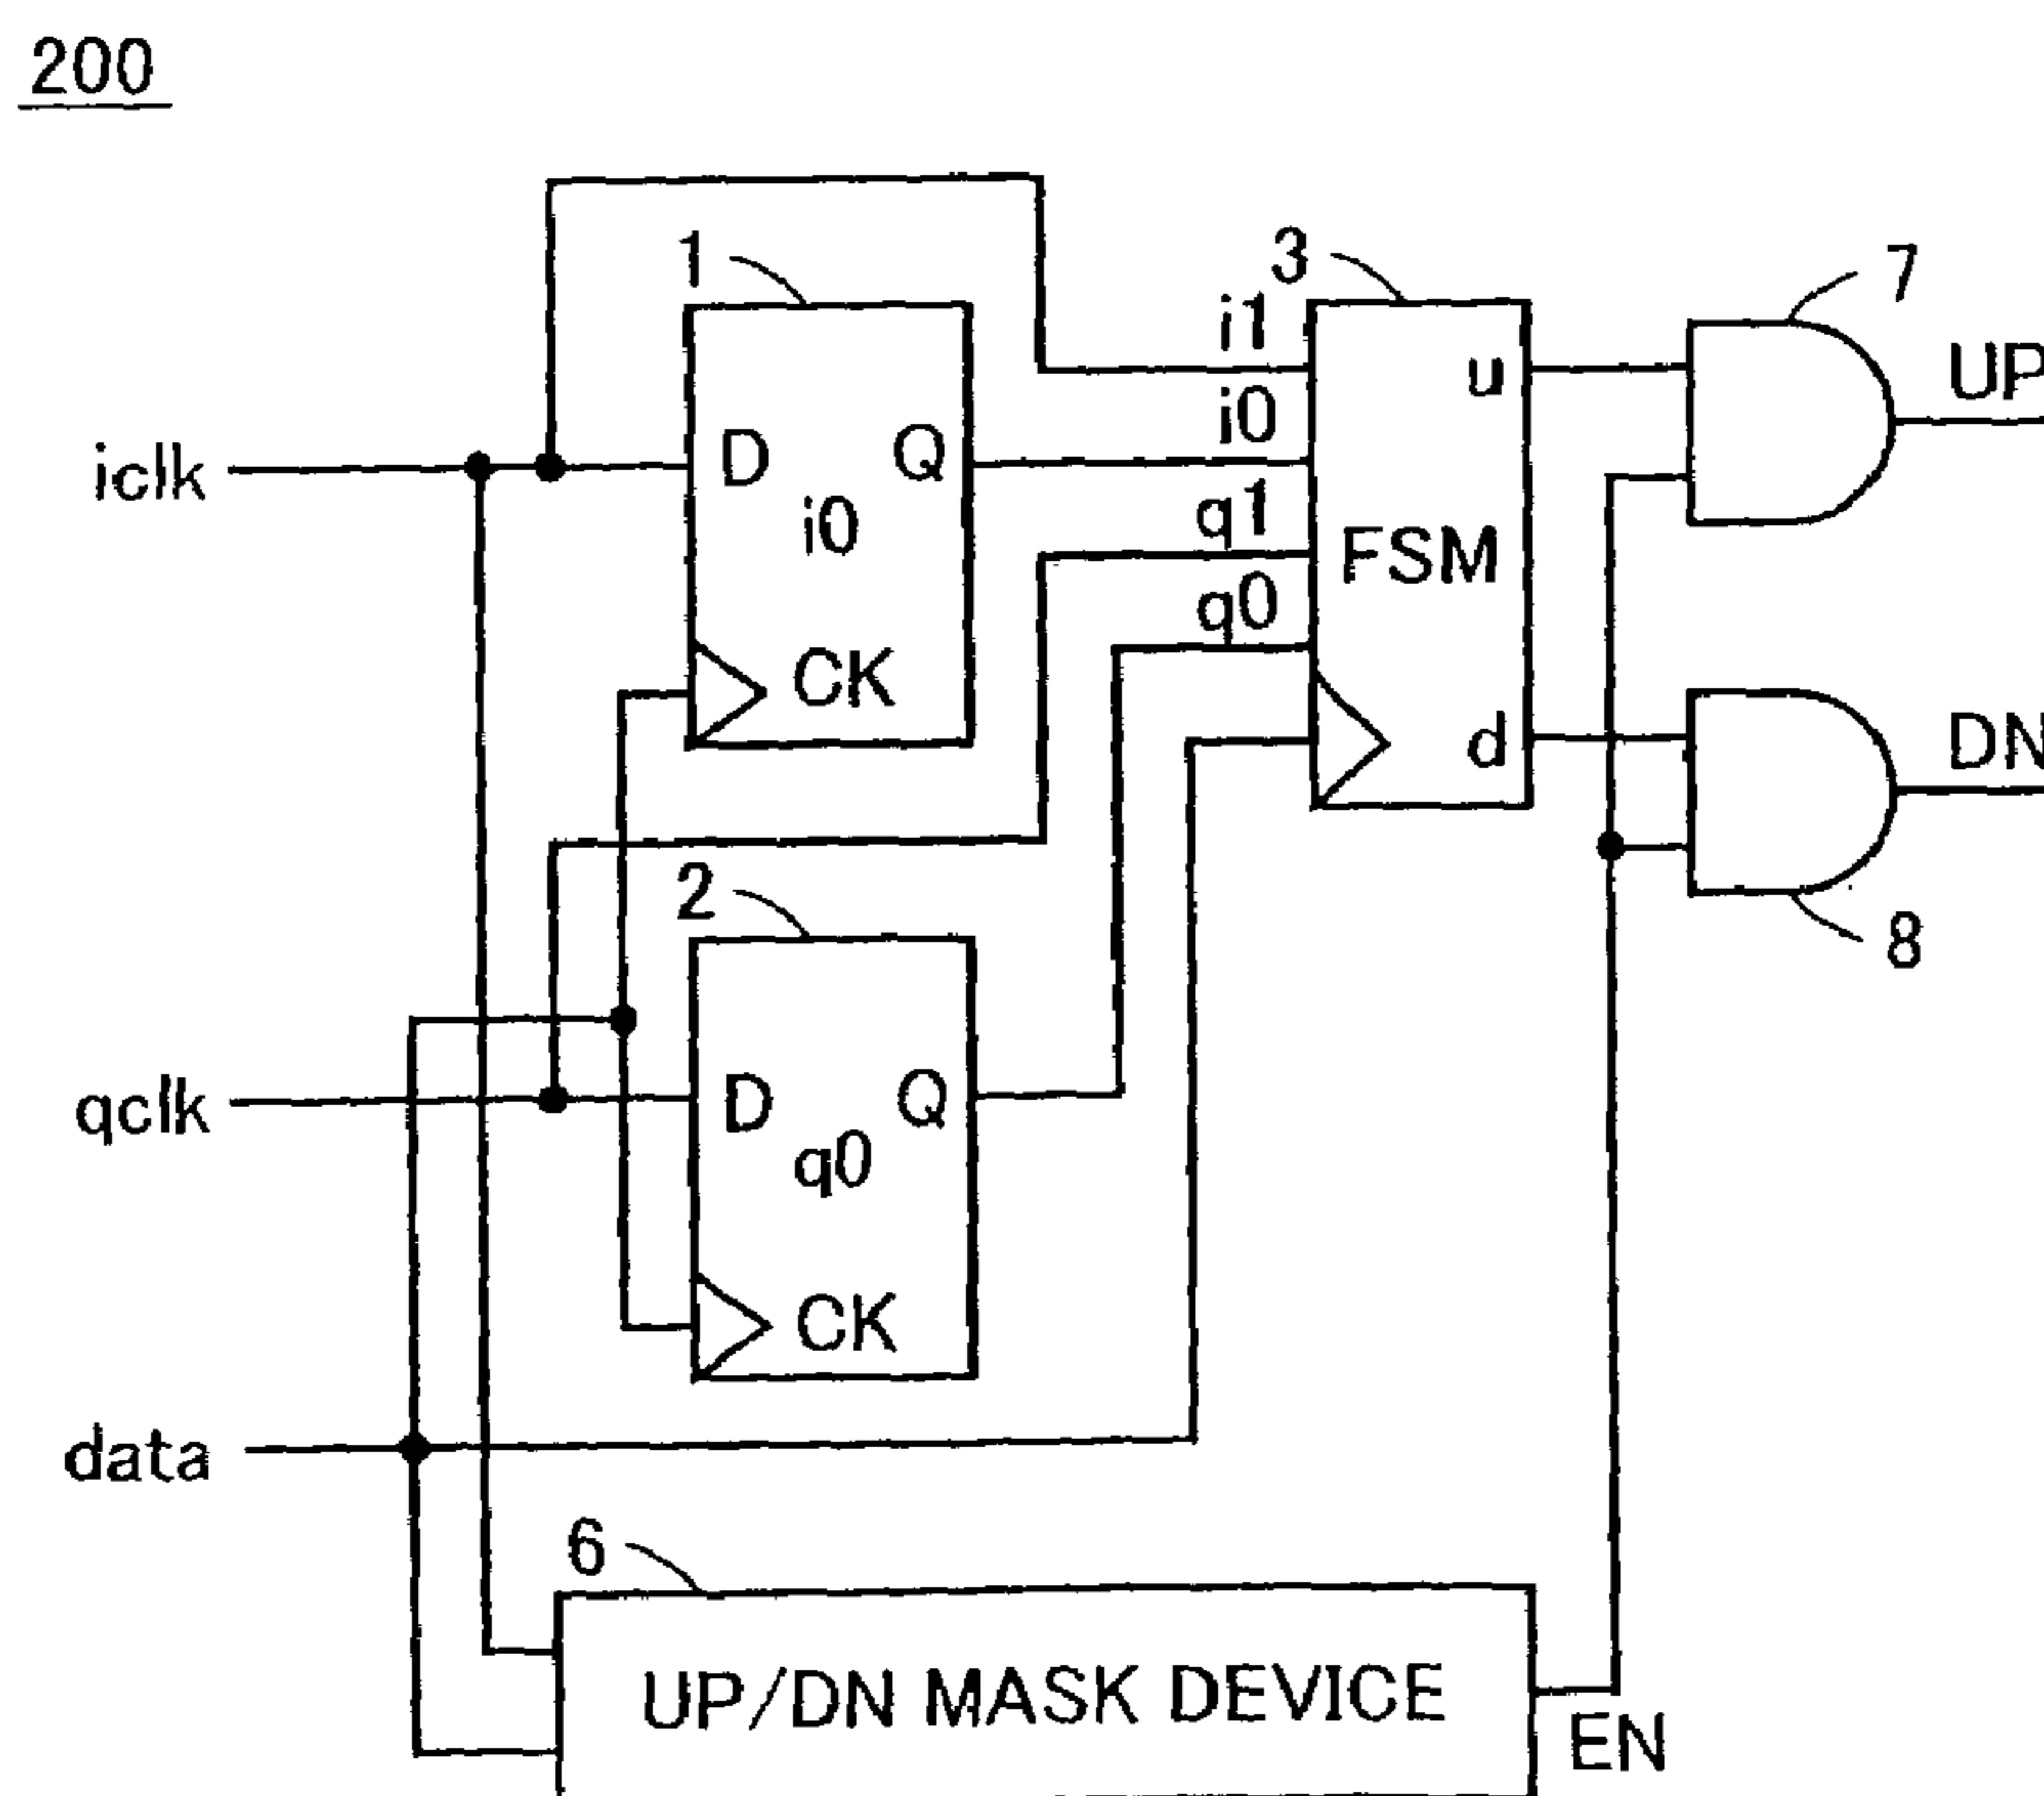 200
1
3
7
i1
u
UP
i0
iclk
D
Q
i0
q1
FSM
q0
CK
d
DN
2
8
qclk
D
Q
q0
CK
data
6
UP/DN MASK DEVICE
EN